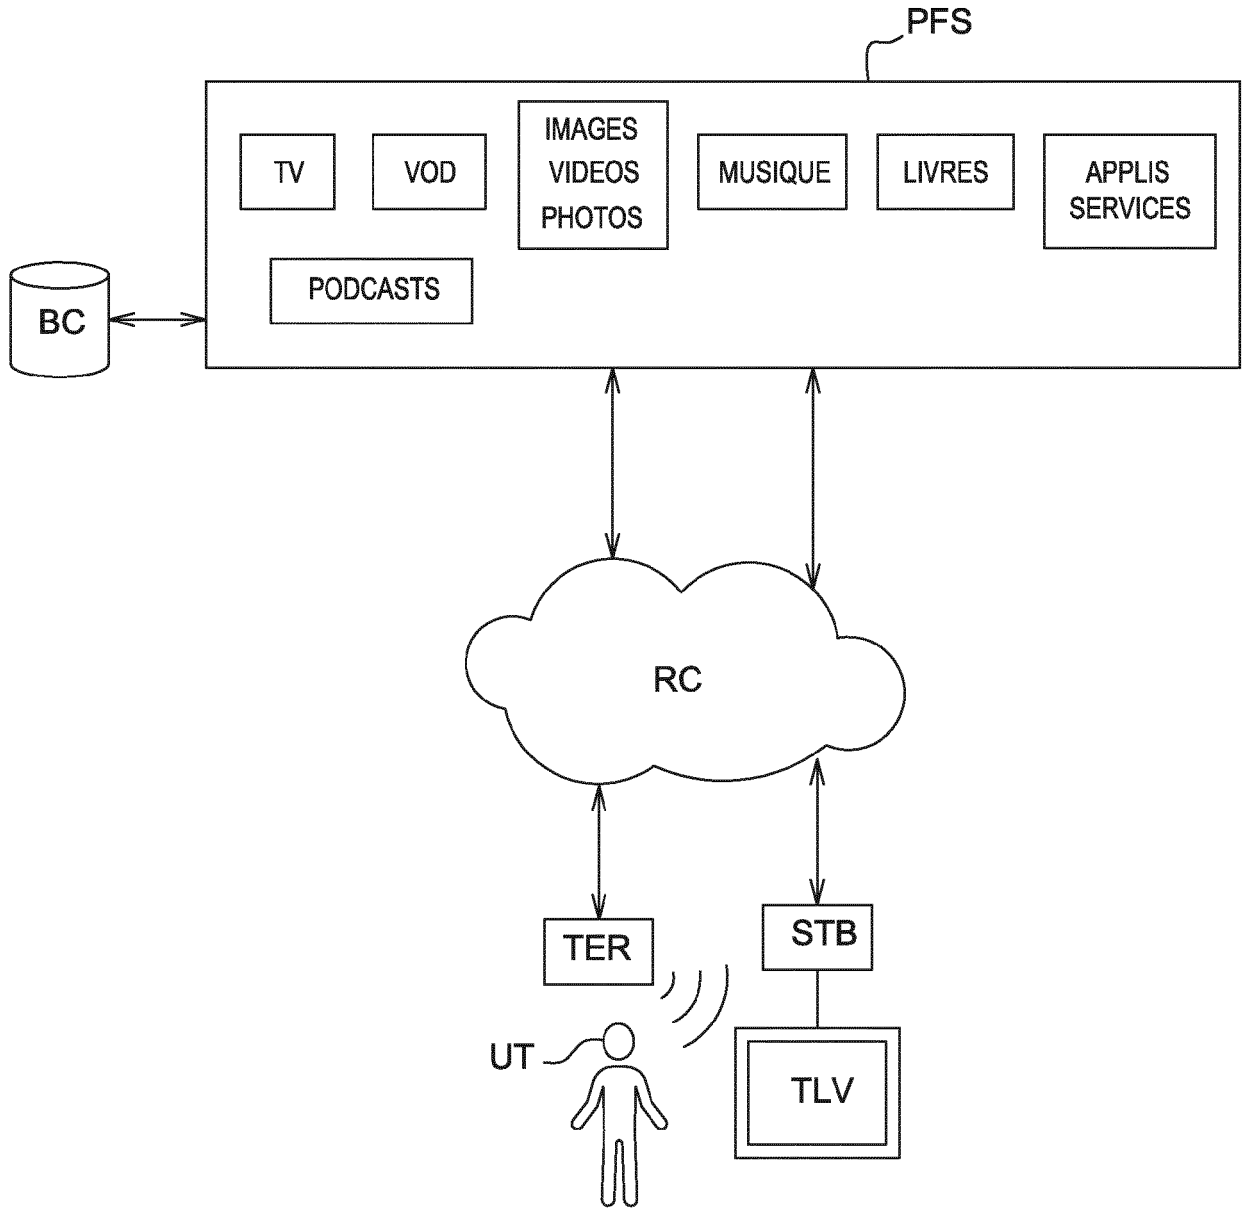 PFS
TV
VOD
IMAGES
VIDEOS
PHOTOS
MUSIQUE
LIVRES
APPLIS
SERVICES
PODCASTS
BC
RC
TER
STB
UT
TLV